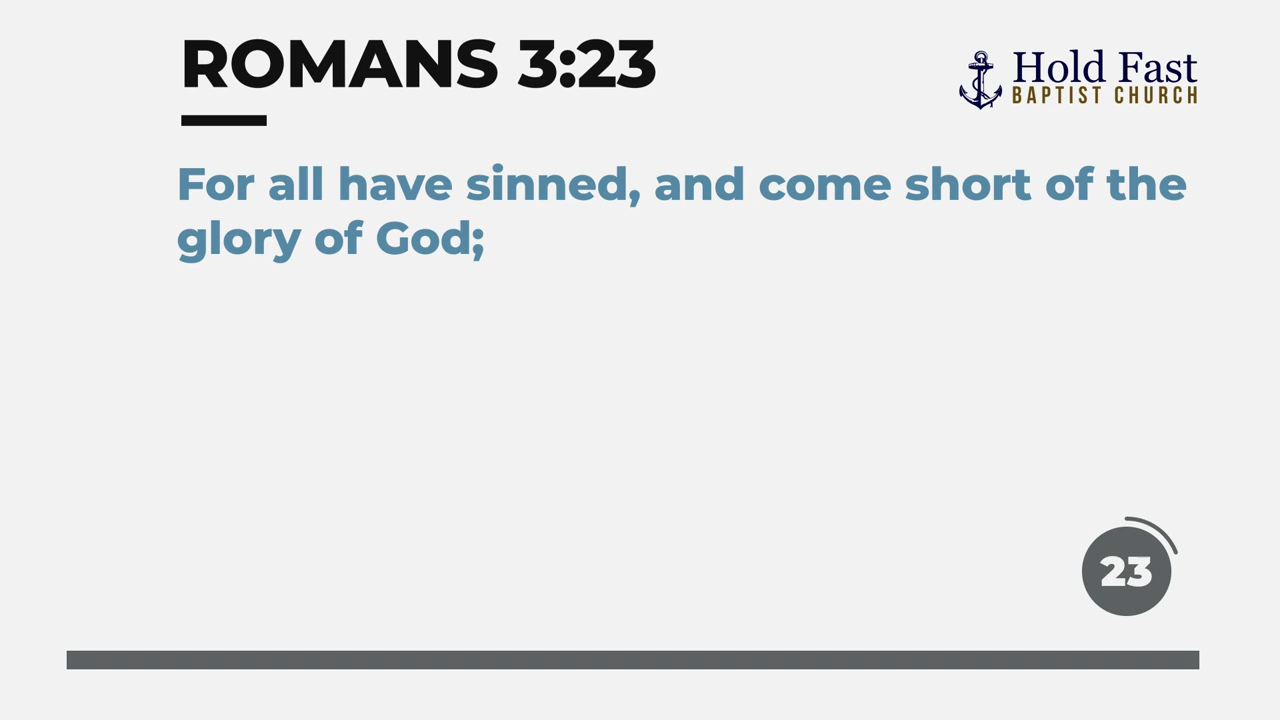 ROMANS 3:23
Hold Fast
BAPTIST CHURCH
For all have sinned, and come short of the
glory of God;
23